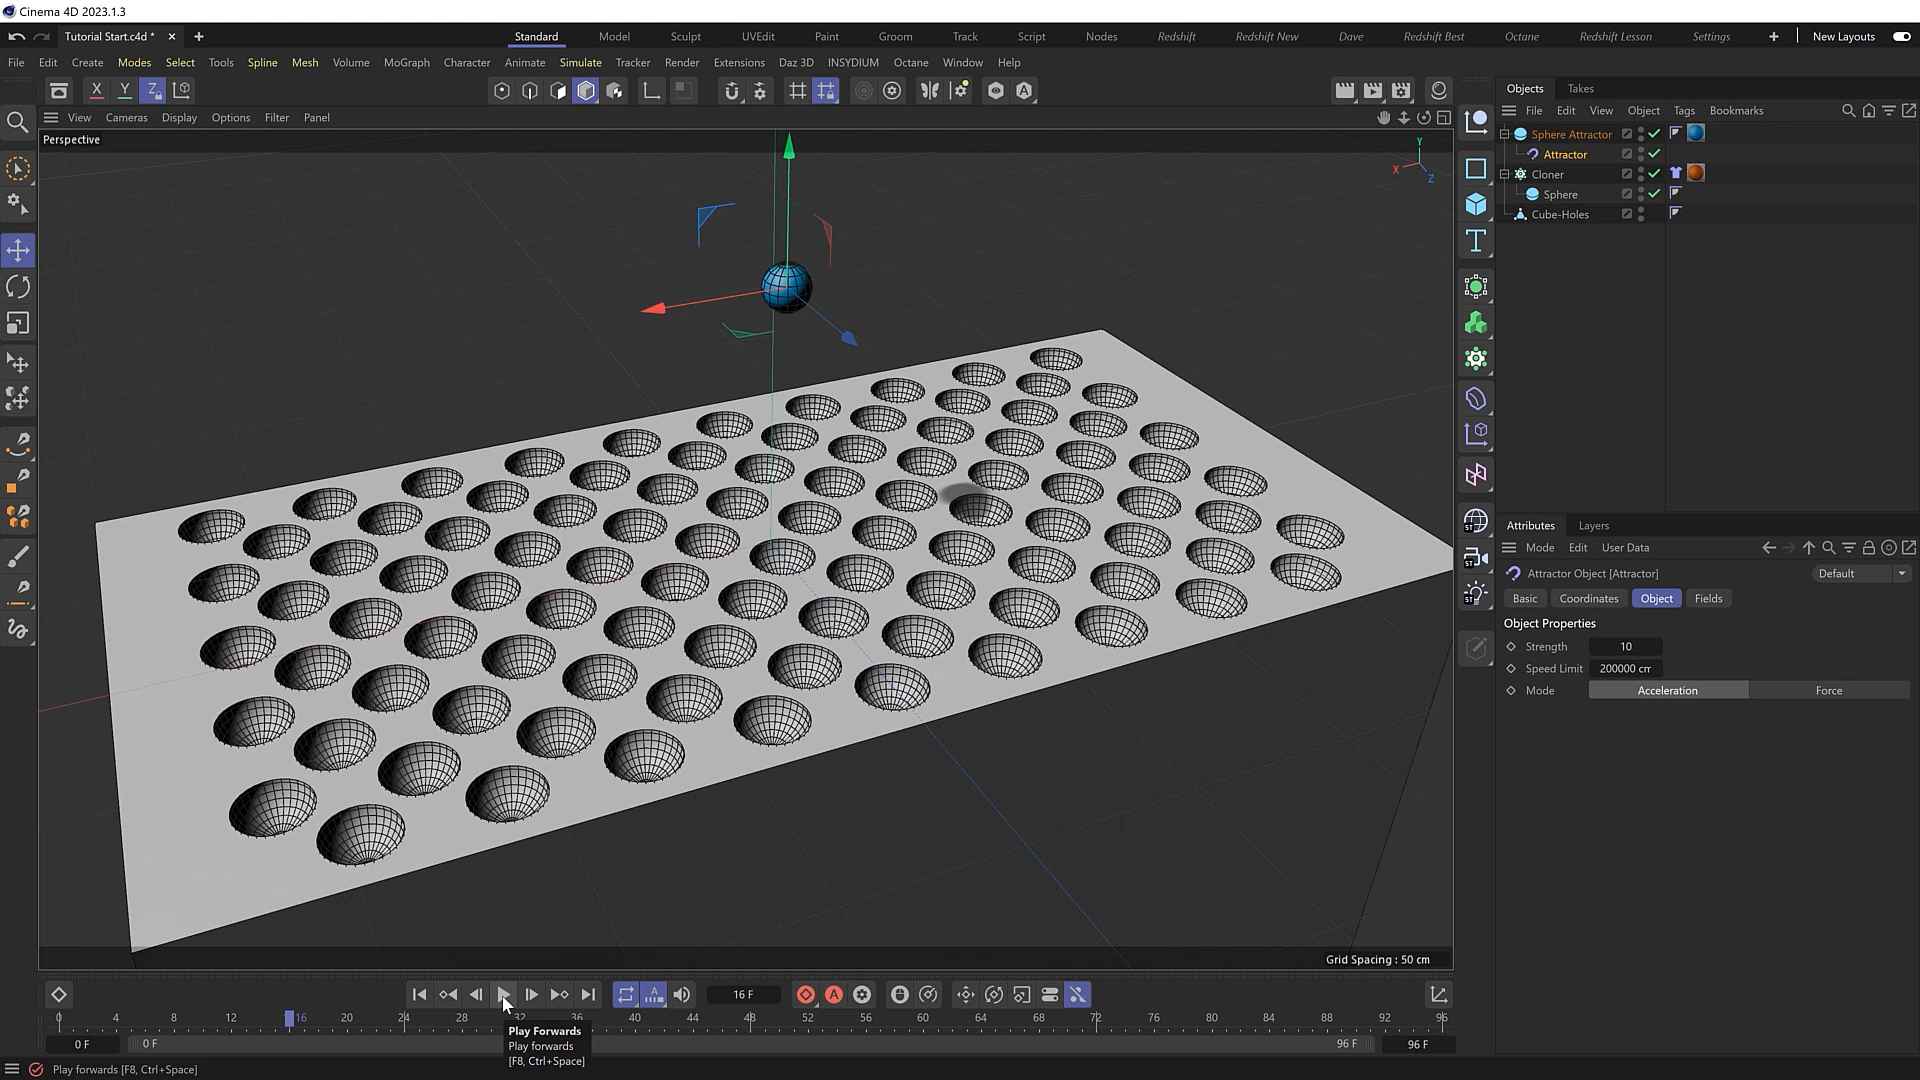 Cinema 4D 2023.1.3
Tutorial Start.c4d *
Standard Model Sculpt UVEdit Paint Groom Track Script Nodes Redshift Redshift New Dave Redshift Best Octane Redshift Lesson Settings New Layouts
File Edit Create Modes Select Tools Spline Mesh Volume MoGraph Character Animate Simulate Tracker Render Extensions Daz 3D INSYDIUM Octane Window Help
X Y Z
Objects Takes
File Edit View Object Tags Bookmarks
View Cameras Display Options Filter Panel
Perspective
Y
X
Z
Sphere Attractor
Attractor
Cloner
Sphere
Cube-Holes
Attributes Layers
Mode Edit User Data
Attractor Object [Attractor]
Default
Basic Coordinates Object Fields
Object Properties
Strength 10
Speed Limit 200000 cm
Mode Acceleration Force
Grid Spacing : 50 cm
16 F
0 4 8 12 16 20 24 28 32 36 40 44 48 52 56 60 64 68 72 76 80 84 88 92 96
0 F
0 F
96 F
96 F
Play Forwards
Play forwards
[F8, Ctrl+Space]
Play forwards [F8, Ctrl+Space]